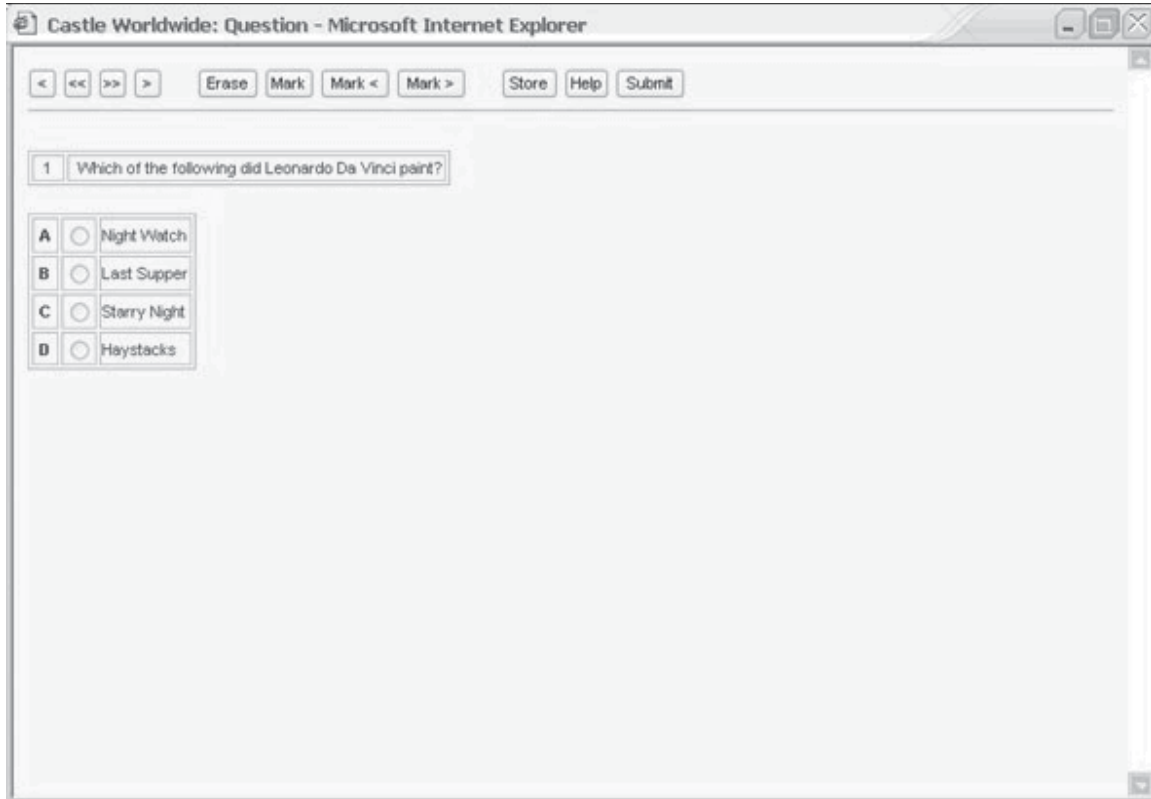 Castle Worldwide: Question - Microsoft Internet Explorer
< << >> > Erase Mark Mark < Mark > Store Help Submit
1 Which of the following did Leonardo Da Vinci paint?
A Night Watch
B Last Supper
C Starry Night
D Haystacks